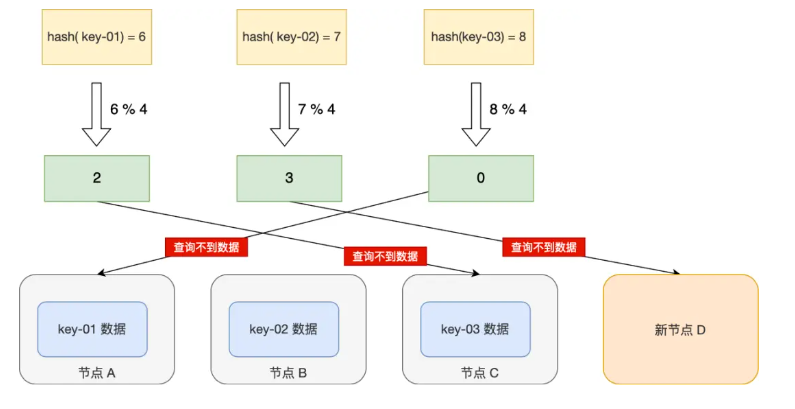 hash( key-01) = 6
hash( key-02) = 7
hash(key-03) = 8
6 % 4
7 % 4
8 % 4
2
3
0
查询不到数据
查询不到数据
查询不到数据
key-01 数据
key-02 数据
key-03 数据
新节点 D
节点 A
节点 B
节点 C